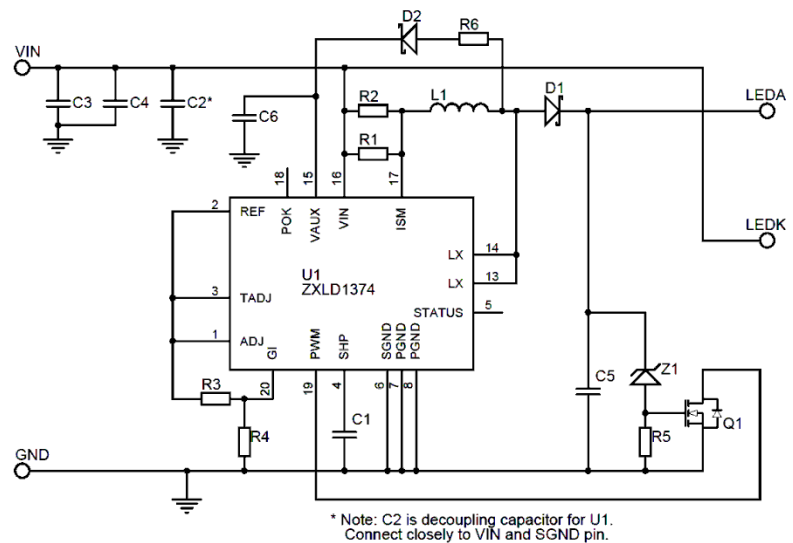 D2
R6
VIN
R2
L1
D1
LEDA
C3
C4
C2*
C6
R1
18
15
16
17
2
REF
POK
VAUX
VIN
ISM
LEDK
LX
14
U1
ZXLD1374
LX
13
3
TADJ
STATUS
5
1
ADJ
GI
PWM
SHP
SGND
PGND
PGND
20
19
4
6
7
8
R3
C5
Z1
Q1
C1
R4
R5
GND
* Note: C2 is decoupling capacitor for U1.
Connect closely to VIN and SGND pin.